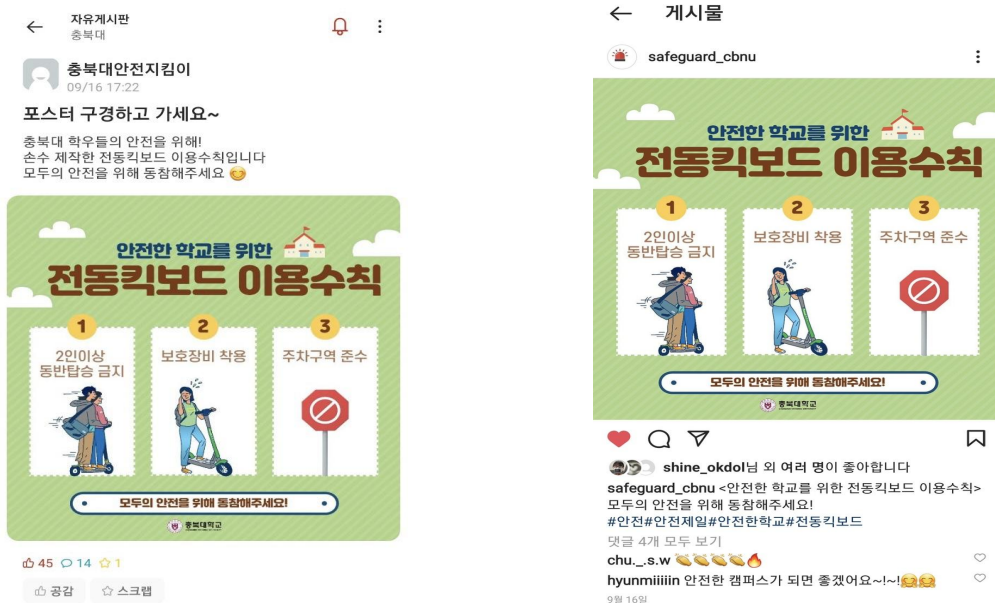 자유게시판
충북대
충북대안전지킴이
09/16 17:22
포스터 구경하고 가세요~
충북대 학우들의 안전을 위해!
손수 제작한 전동킥보드 이용수칙입니다
모두의 안전을 위해 동참해주세요 😊
안전한 학교를 위한
전동킥보드 이용수칙
1
2인이상
동반탑승 금지
2
보호장비 착용
3
주차구역 준수
모두의 안전을 위해 동참해주세요!
충북대학교
45 14 1
공감 스크랩
게시물
safeguard_cbnu
안전한 학교를 위한
전동킥보드 이용수칙
1
2인이상
동반탑승 금지
2
보호장비 착용
3
주차구역 준수
모두의 안전을 위해 동참해주세요!
충북대학교
shine_okdol님 외 여러 명이 좋아합니다
safeguard_cbnu <안전한 학교를 위한 전동킥보드 이용수칙>
모두의 안전을 위해 동참해주세요!
#안전#안전제일#안전한학교#전동킥보드
댓글 4개 모두 보기
chu._.s.w 👏👏👏👏🔥
hyunmiiiiin 안전한 캠퍼스가 되면 좋겠어요~!~!🤗🤗
9월 16일